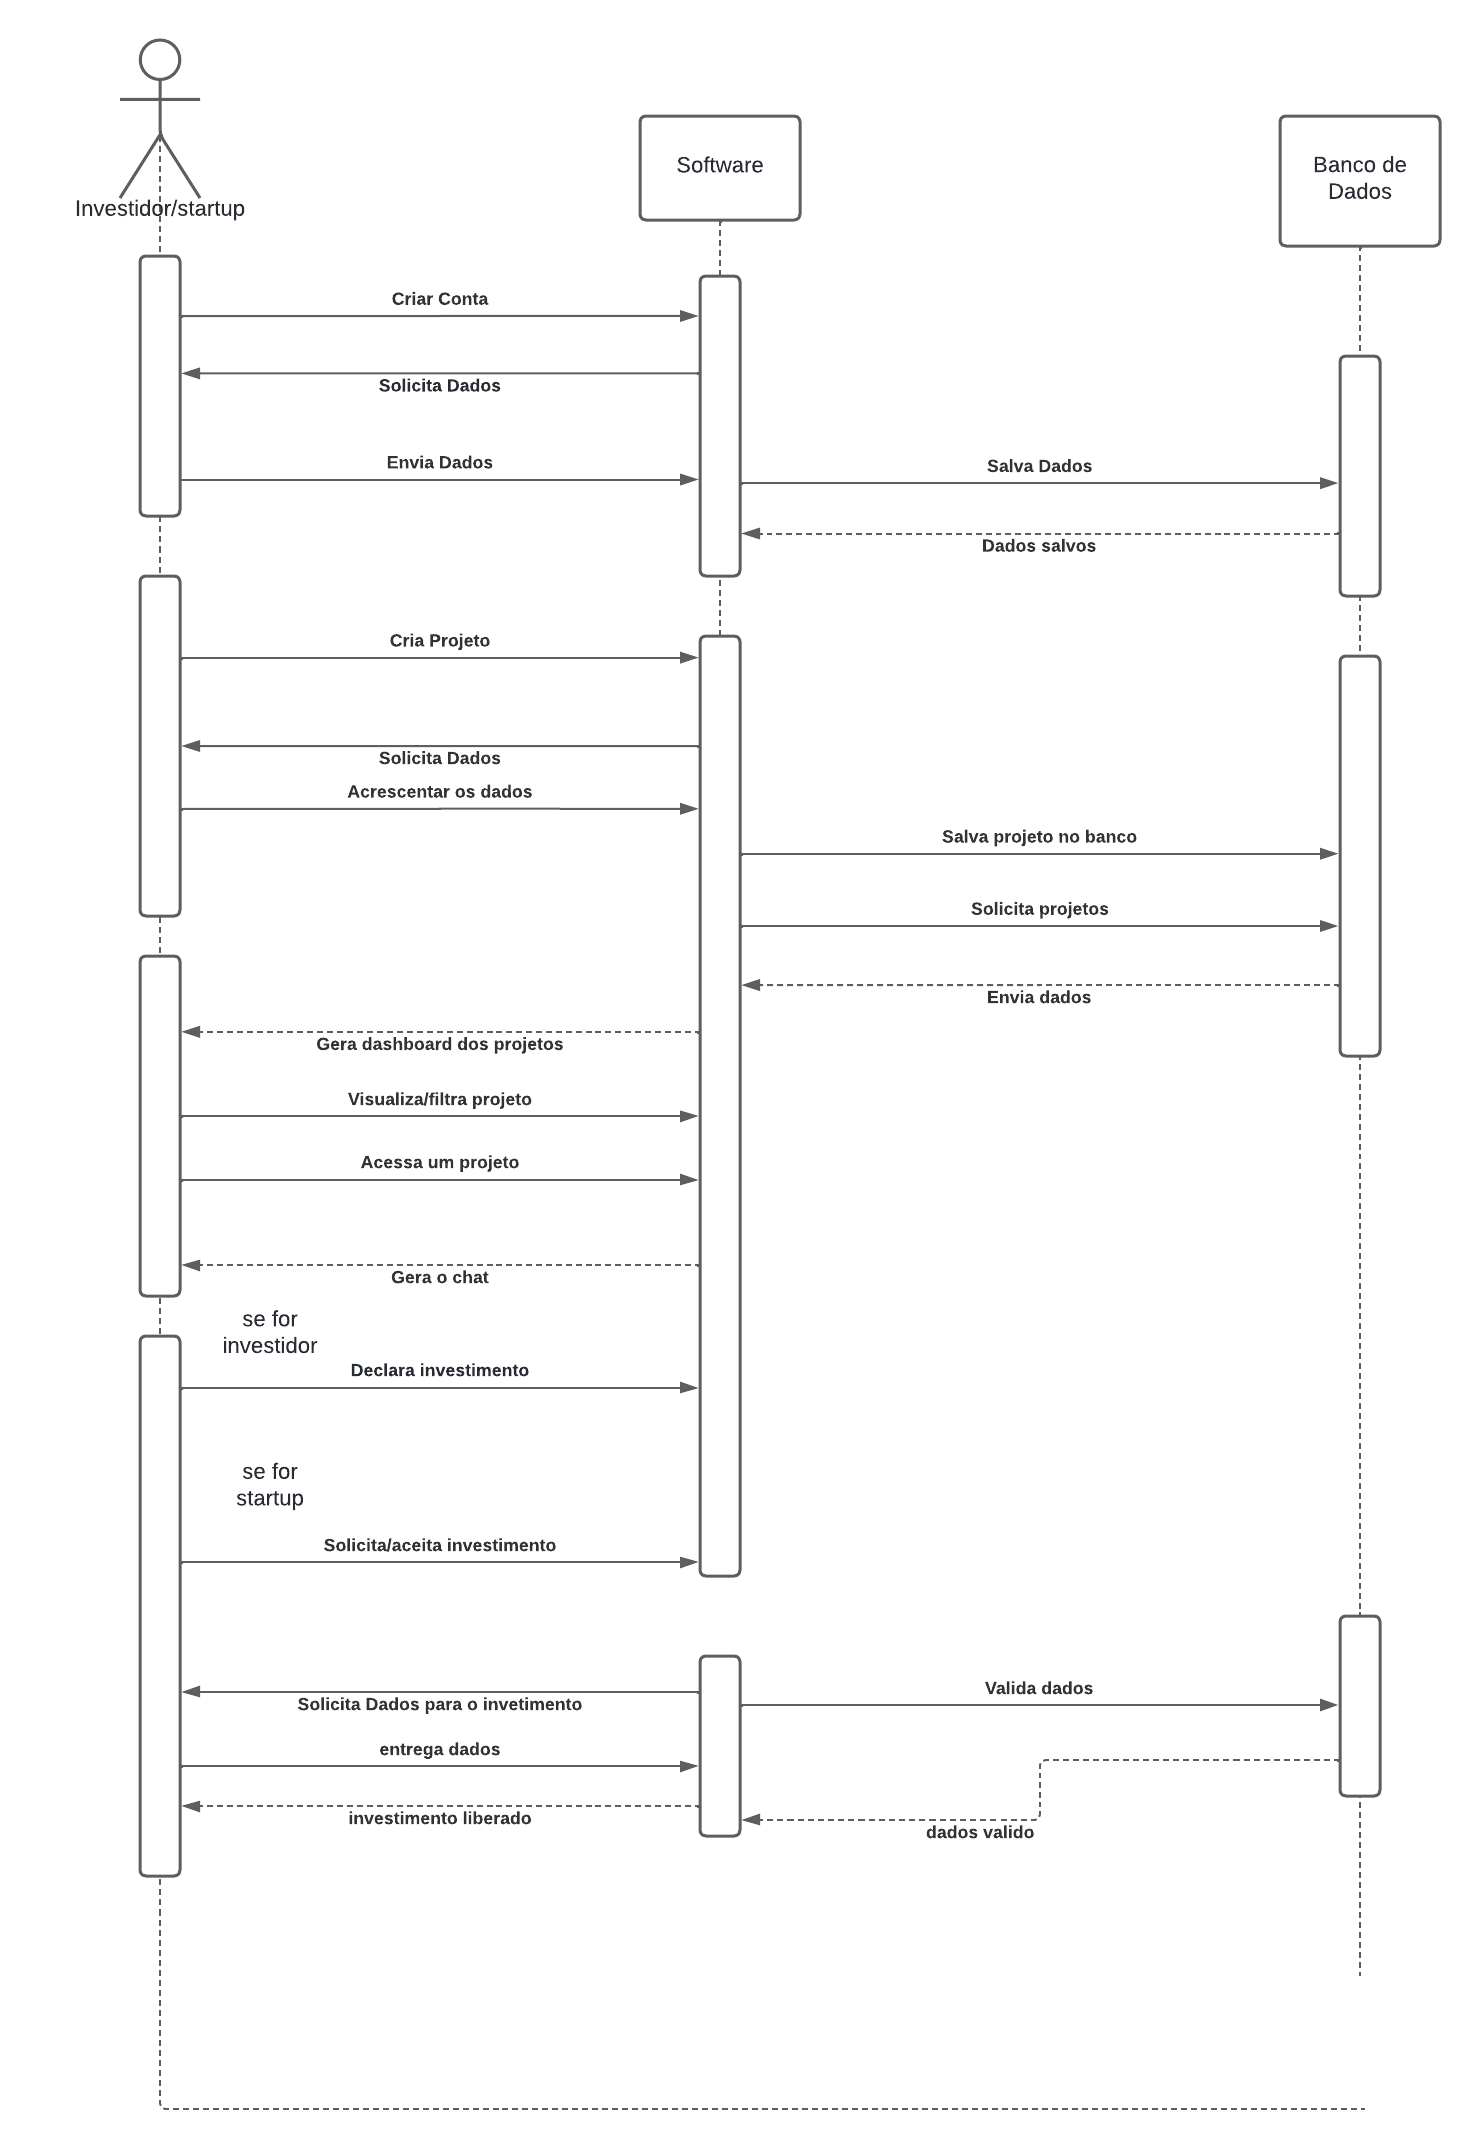 Investidor/startup
Software
Banco de
Dados
Criar Conta
Solicita Dados
Envia Dados
Salva Dados
Dados salvos
Cria Projeto
Solicita Dados
Acrescentar os dados
Salva projeto no banco
Solicita projetos
Envia dados
Gera dashboard dos projetos
Visualiza/filtra projeto
Acessa um projeto
Gera o chat
se for
investidor
Declara investimento
se for
startup
Solicita/aceita investimento
Solicita Dados para o invetimento
Valida dados
entrega dados
investimento liberado
dados valido